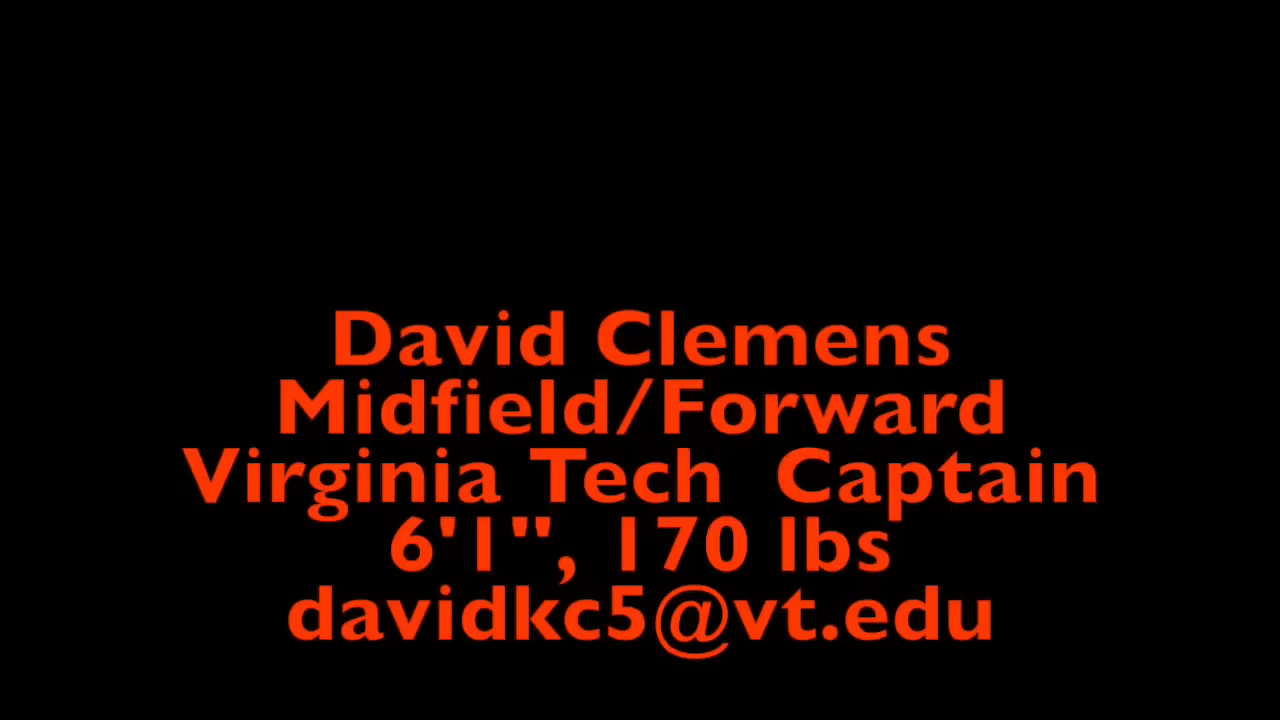 David Clemens
Midfield/Forward
Virginia Tech  Captain
6'1", 170 lbs
davidkc5@vt.edu